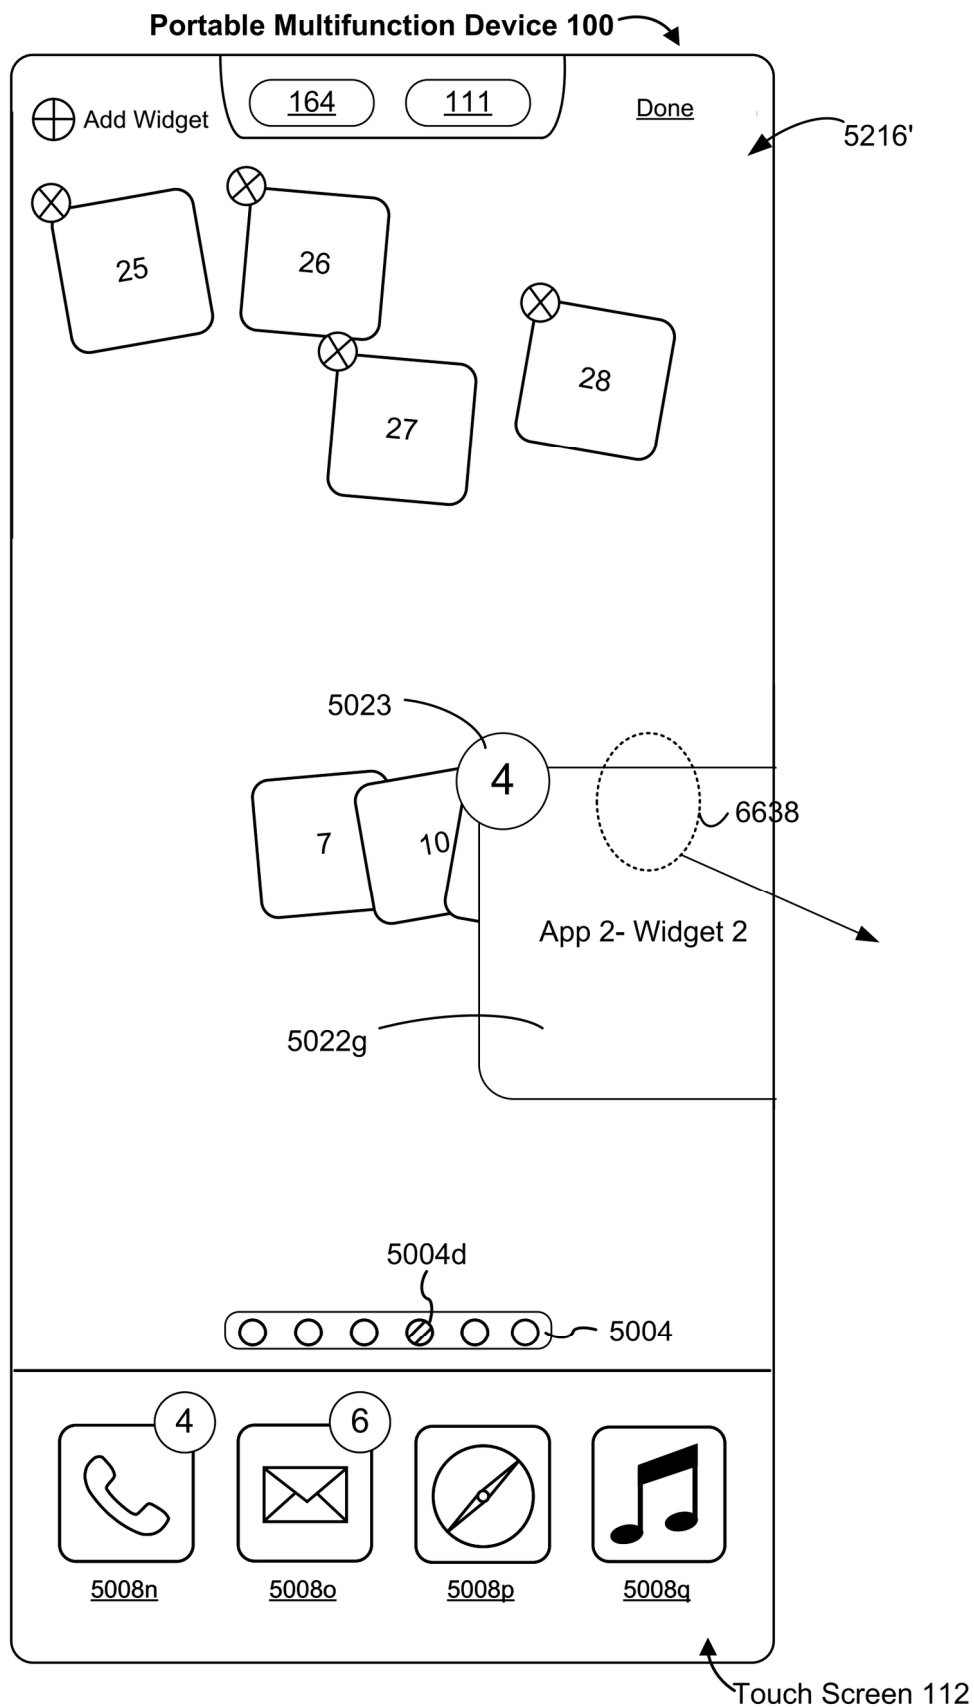 Portable Multifunction Device 100
164
111
Add Widget
Done
5216'
25
26
28
27
5023
4
6638
7
10
App 2- Widget 2
5022g
5004d
5004
4
6
5008n
5008o
5008p
5008q
Touch Screen 112